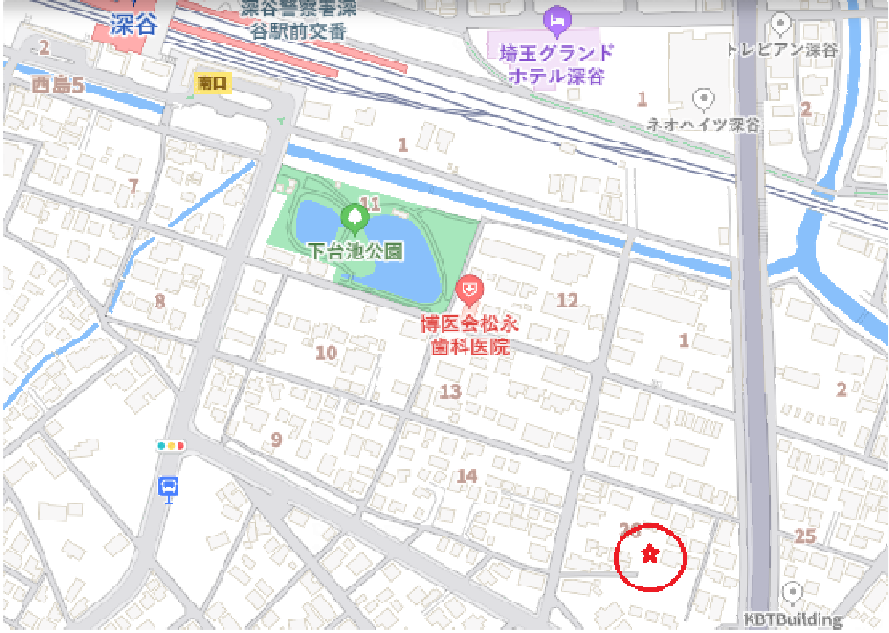 深谷警察署深
谷駅前交番
深谷
2
西島5
南口
埼玉グランド
ホテル深谷
トレビアン深谷
1
ネオハイツ深谷
2
1
7
11
下台池公園
8
12
博医会松永
歯科医院
10
1
13
2
9
14
25
KBTBuilding